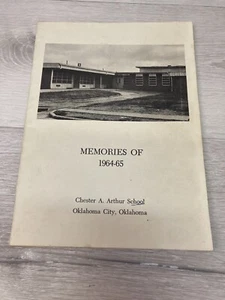 MEMORIES OF
1964-65
Chester A. Arthur School
Oklahoma City, Oklahoma